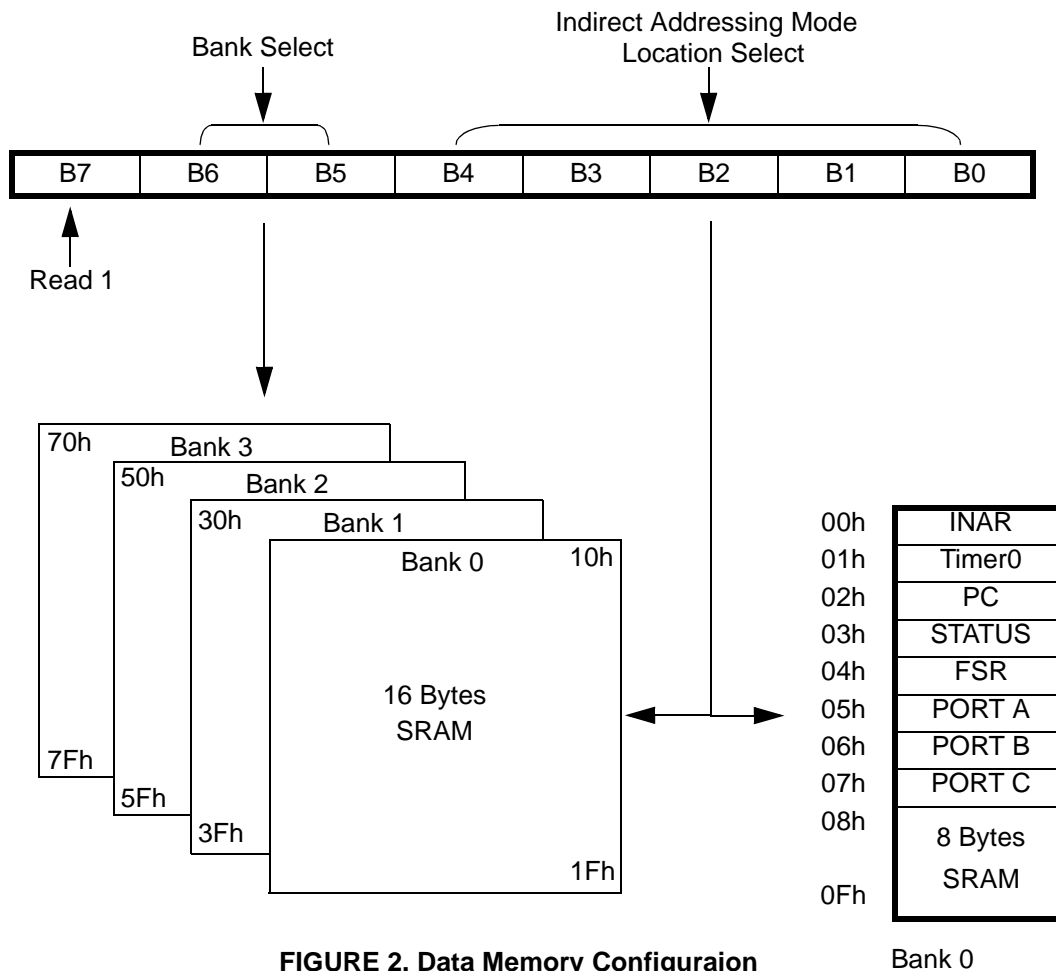 Bank Select
Indirect Addressing Mode
Location Select
B7 B6 B5 B4 B3 B2 B1 B0
Read 1
70h
Bank 3
50h
Bank 2
30h
Bank 1
Bank 0
10h
16 Bytes
SRAM
7Fh
5Fh
3Fh
1Fh
00h INAR
01h Timer0
02h PC
03h STATUS
04h FSR
05h PORT A
06h PORT B
07h PORT C
08h
8 Bytes
SRAM
0Fh
Bank 0
FIGURE 2. Data Memory Configuraion